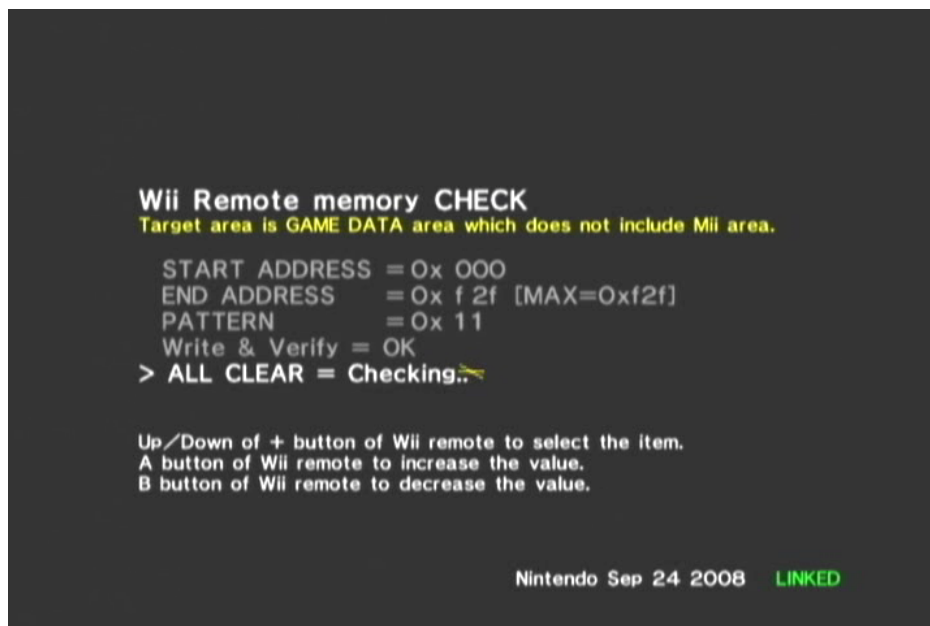 Wii Remote memory CHECK
Target area is GAME DATA area which does not include Mii area.
START ADDRESS = 0x 000
END ADDRESS = 0x f 2f [MAX=0xf2f]
PATTERN = 0x 11
Write & Verify = OK
> ALL CLEAR = Checking..
Up/Down of + button of Wii remote to select the item.
A button of Wii remote to increase the value.
B button of Wii remote to decrease the value.
Nintendo Sep 24 2008 LINKED